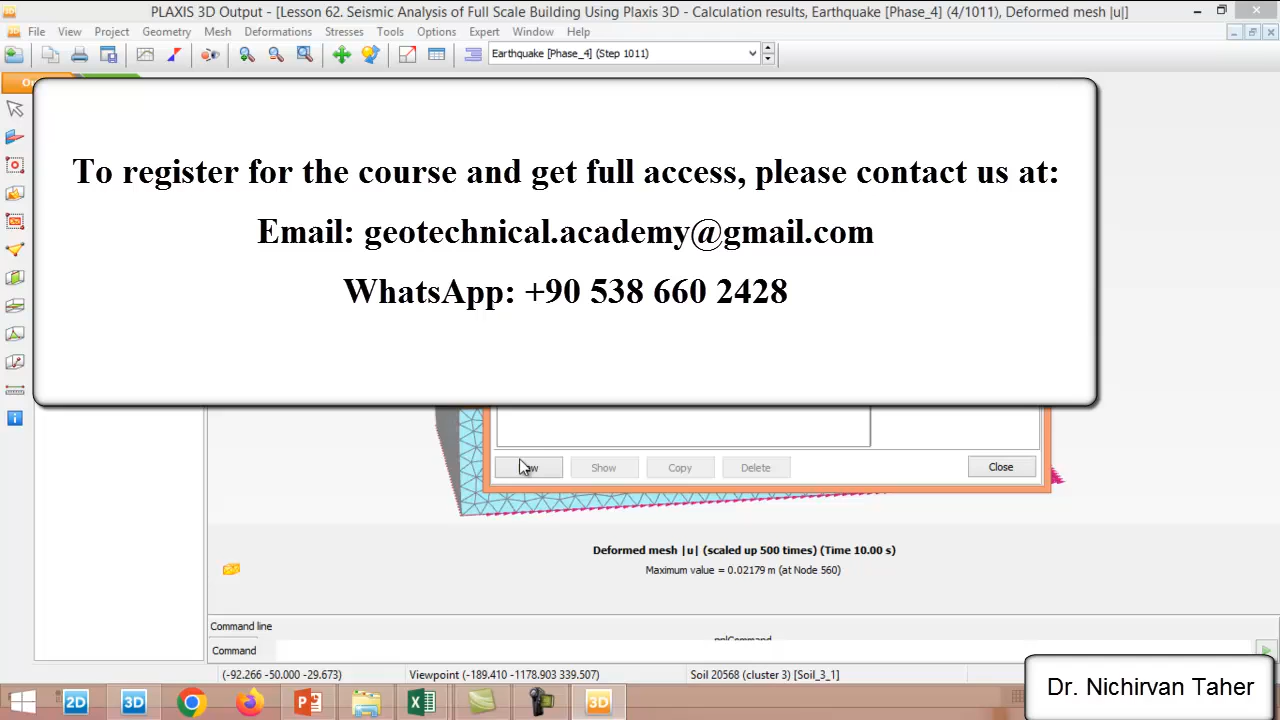 PLAXIS 3D Output - [Lesson 62. Seismic Analysis of Full Scale Building Using Plaxis 3D - Calculation results, Earthquake [Phase_4] (4/1011), Deformed mesh |u|]
File View Project Geometry Mesh Deformations Stresses Tools Options Expert Window Help
Earthquake [Phase_4] (Step 1011)
To register for the course and get full access, please contact us at:
Email: geotechnical.academy@gmail.com
WhatsApp: +90 538 660 2428
Show Copy Delete Close
Deformed mesh |u| (scaled up 500 times) (Time 10.00 s)
Maximum value = 0.02179 m (at Node 560)
Command line
Command
(-92.266 -50.000 -29.673) Viewpoint (-189.410 -1178.903 339.507) Soil 20568 (cluster 3) [Soil_3_1]
Dr. Nichirvan Taher
2D 3D 3D